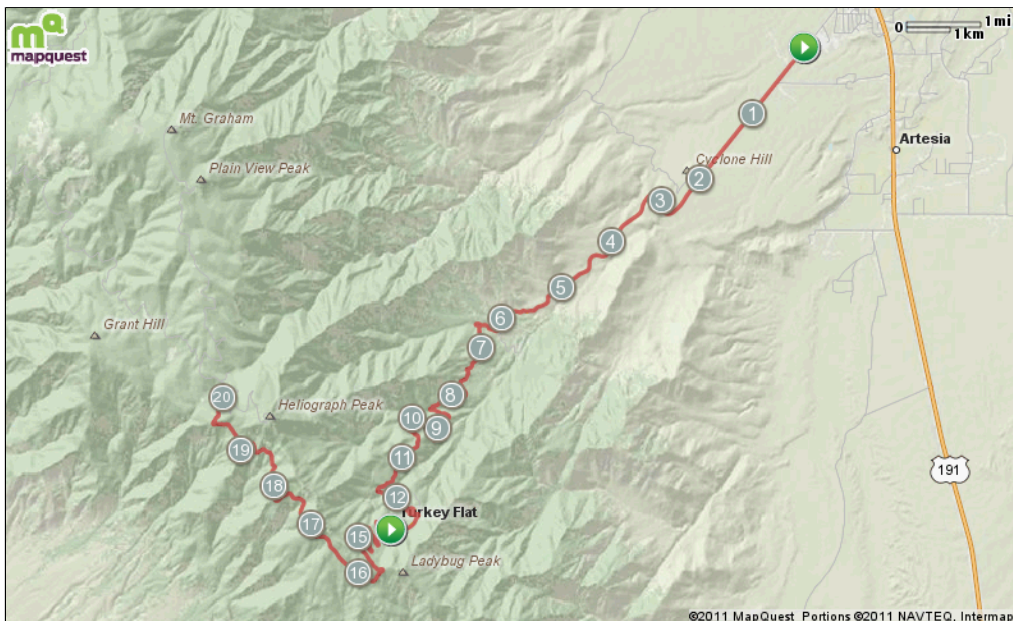 mq
mapquest
0 1 mi
1 km
Mt. Graham
Plain View Peak
Cyclone Hill
Artesia
1
2
3
4
5
6
7
8
9
10
11
12
Grant Hill
20
Heliograph Peak
19
18
17
Turkey Flat
15
16
Ladybug Peak
191
©2011 MapQuest Portions ©2011 NAVTEQ, Intermap